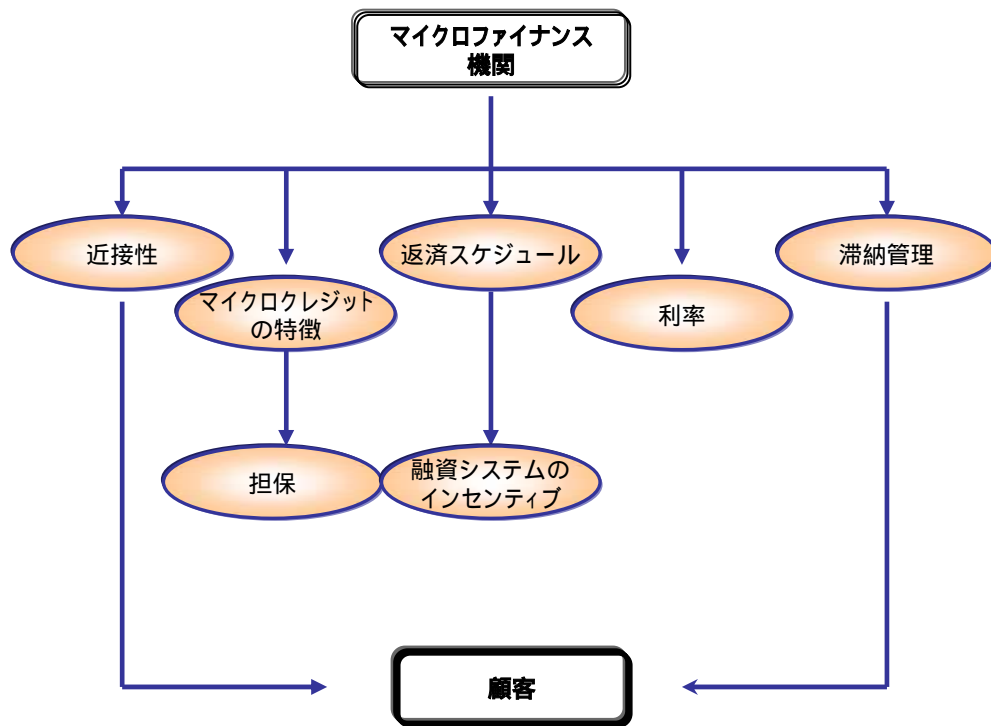 マイクロファイナンス
機関
近接性
返済スケジュール
滞納管理
マイクロクレジット
の特徴
利率
担保
融資システムの
インセンティブ
顧客